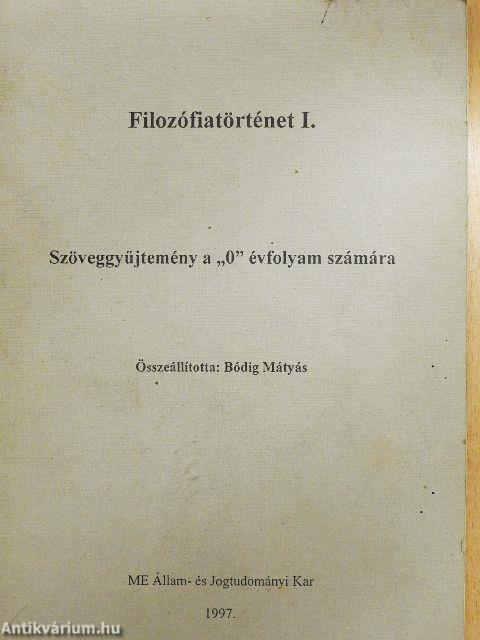 Filozófiatörténet I.
Szöveggyűjtemény a „0” évfolyam számára
Összeállította: Bódig Mátyás
ME Állam- és Jogtudományi Kar
1997.
Antikvárium.hu